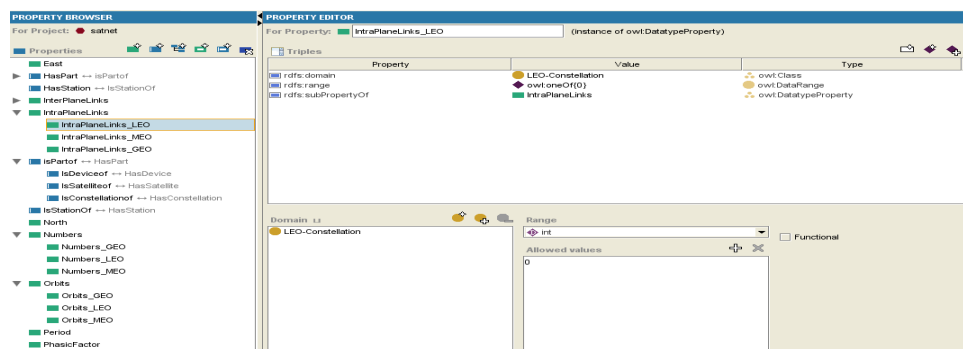 PROPERTY BROWSER
For Project: satnet
Properties
East
HasPart ↔ isPartof
HasStation ↔ IsStationOf
InterPlaneLinks
IntraPlaneLinks
IntraPlaneLinks_LEO
IntraPlaneLinks_MEO
IntraPlaneLinks_GEO
isPartof ↔ HasPart
IsDeviceof ↔ HasDevice
IsSatelliteof ↔ HasSatellite
IsConstellationof ↔ HasConstellation
IsStationOf ↔ HasStation
North
Numbers
Numbers_GEO
Numbers_LEO
Numbers_MEO
Orbits
Orbits_GEO
Orbits_LEO
Orbits_MEO
Period
PhasicFactor
PROPERTY EDITOR
For Property: IntraPlaneLinks_LEO (instance of owl:DatatypeProperty)
Triples
Property Value Type
rdfs:domain LEO-Constellation owl:Class
rdfs:range owl:oneOf{0} owl:DataRange
rdfs:subPropertyOf IntraPlaneLinks owl:DatatypeProperty
Domain ∪
LEO-Constellation
Range
int
Functional
Allowed values
0